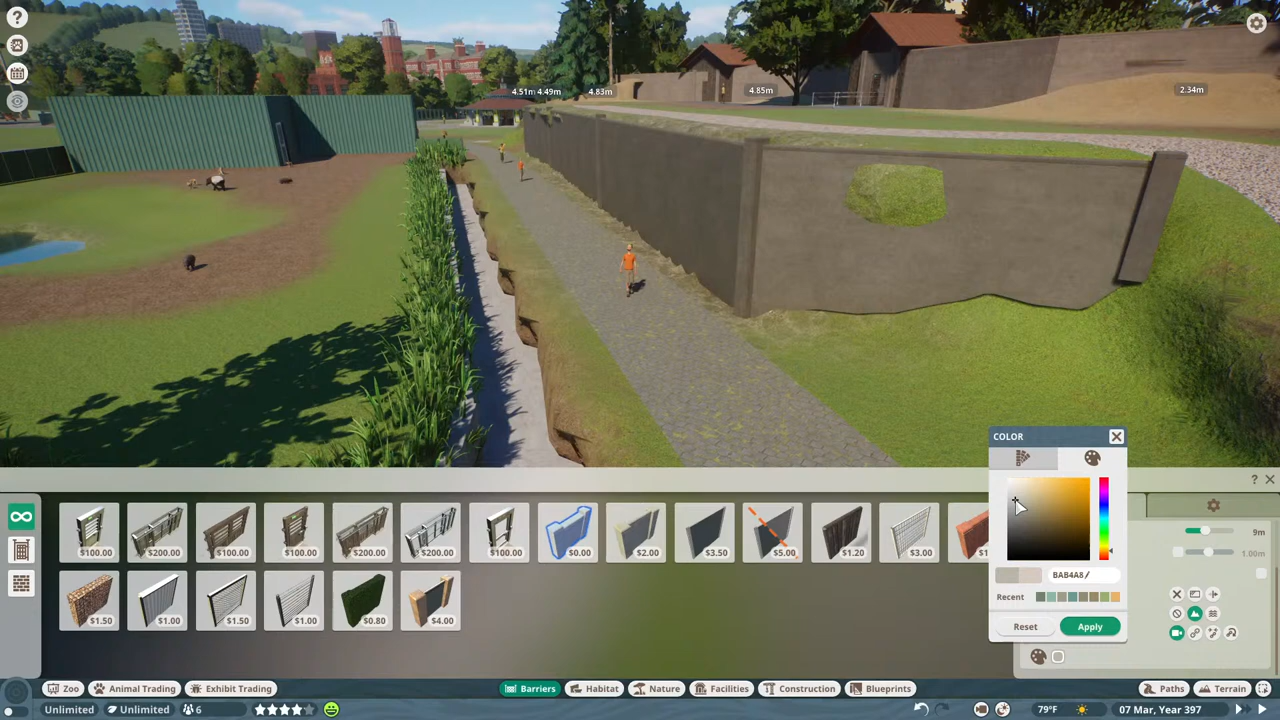 4.51m 4.49m 4.83m 4.85m 2.34m
COLOR
$100.00 $200.00 $100.00 $100.00 $200.00 $200.00 $100.00 $0.00 $2.00 $3.50 $5.00 $1.20 $3.00
9m
1.00m
BAB4A8/
Recent
$1.50 $1.00 $1.50 $1.00 $0.80 $4.00
Reset Apply
Zoo Animal Trading Exhibit Trading Barriers Habitat Nature Facilities Construction Blueprints Paths Terrain
Unlimited Unlimited 6 79°F 07 Mar, Year 397